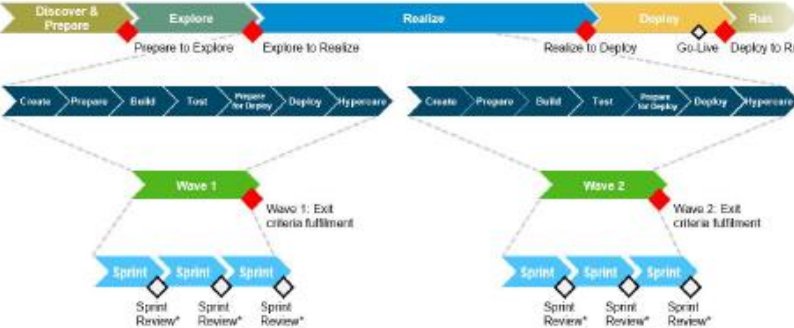 Discover &
Prepare
Explore
Realize
Deploy
Run
Prepare to Explore
Explore to Realize
Realize to Deploy
Go-Live
Deploy to R
Create
Prepare
Build
Test
Prepare
for Deploy
Deploy
Hypercare
Create
Prepare
Build
Test
Prepare
for Deploy
Deploy
Hypercare
Wave 1
Wave 2
Wave 1: Exit
criteria fulfilment
Wave 2: Exit
criteria fulfilment
Sprint
Sprint
Sprint
Sprint
Sprint
Sprint
Sprint
Review*
Sprint
Review*
Sprint
Review*
Sprint
Review*
Sprint
Review*
Sprint
Review*